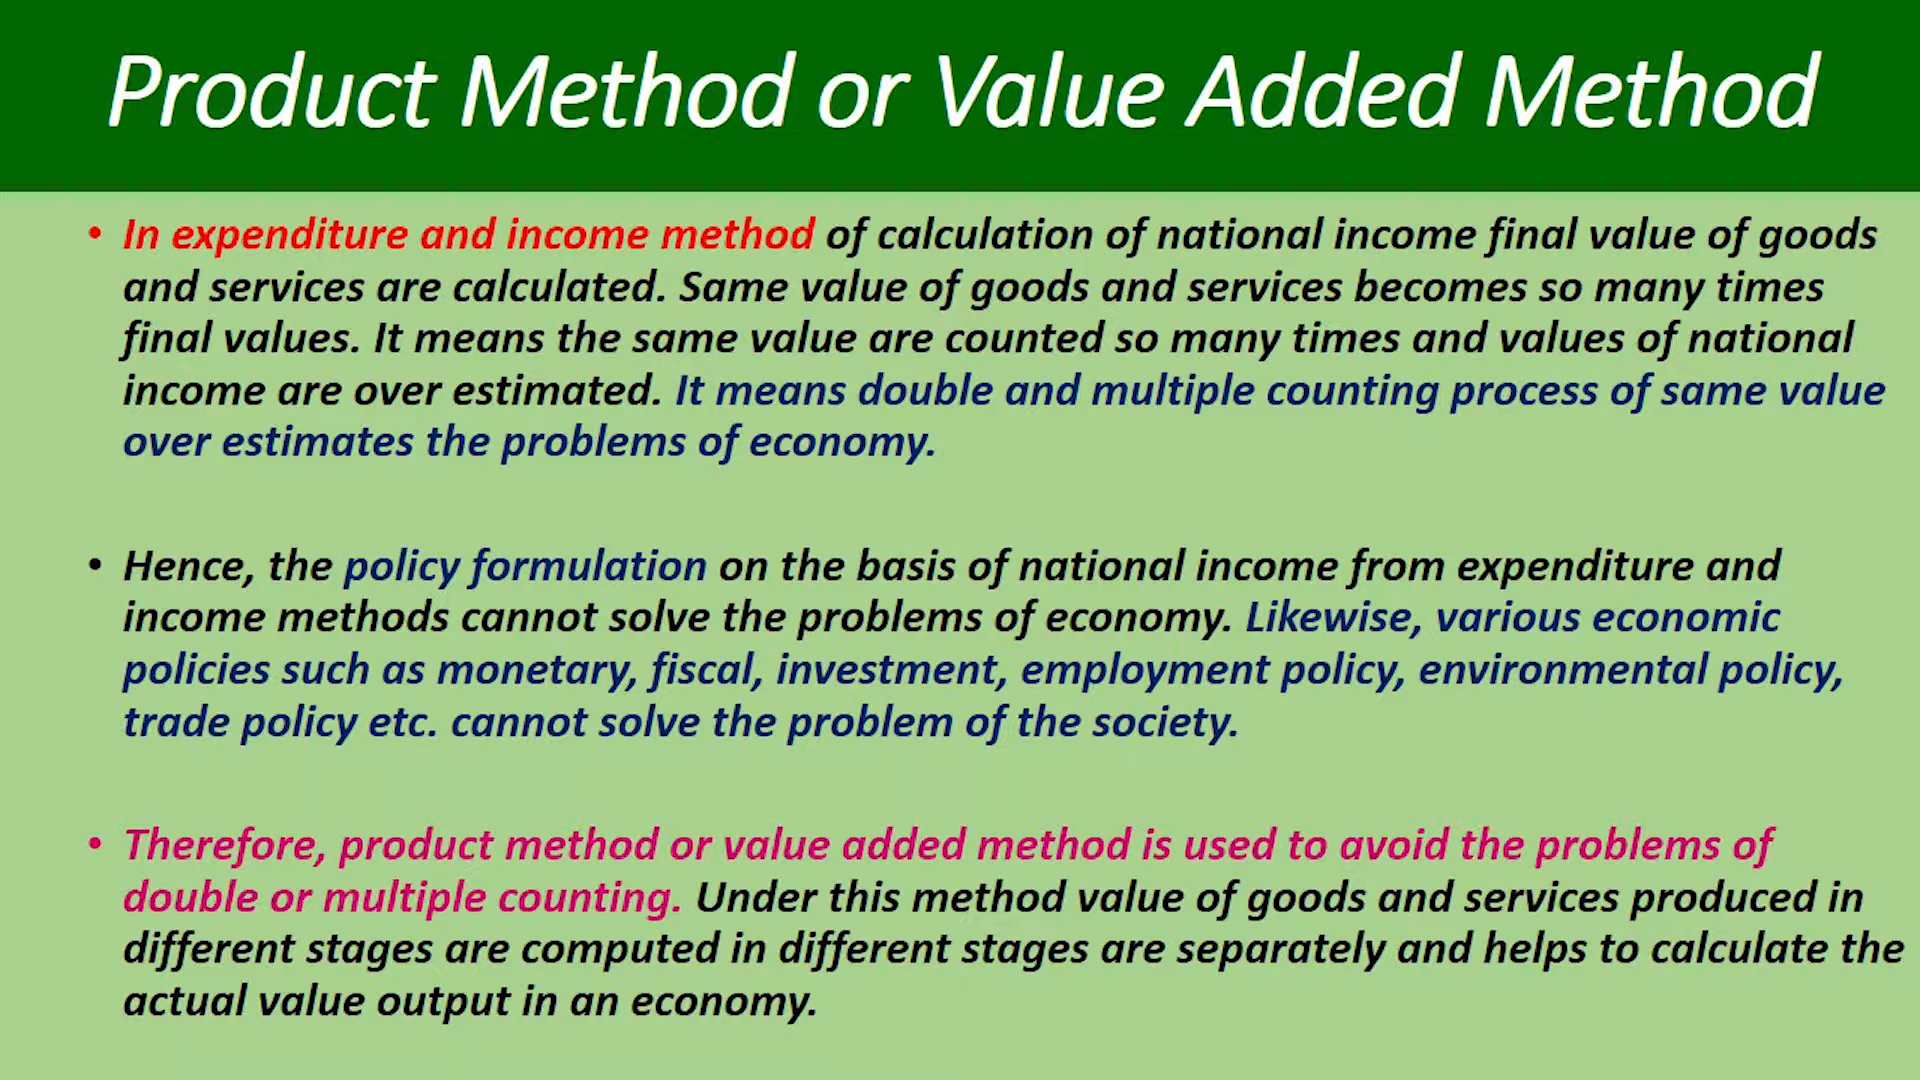 Product Method or Value Added Method
• In expenditure and income method of calculation of national income final value of goods
and services are calculated. Same value of goods and services becomes so many times
final values. It means the same value are counted so many times and values of national
income are over estimated. It means double and multiple counting process of same value
over estimates the problems of economy.
• Hence, the policy formulation on the basis of national income from expenditure and
income methods cannot solve the problems of economy. Likewise, various economic
policies such as monetary, fiscal, investment, employment policy, environmental policy,
trade policy etc. cannot solve the problem of the society.
• Therefore, product method or value added method is used to avoid the problems of
double or multiple counting. Under this method value of goods and services produced in
different stages are computed in different stages are separately and helps to calculate the
actual value output in an economy.